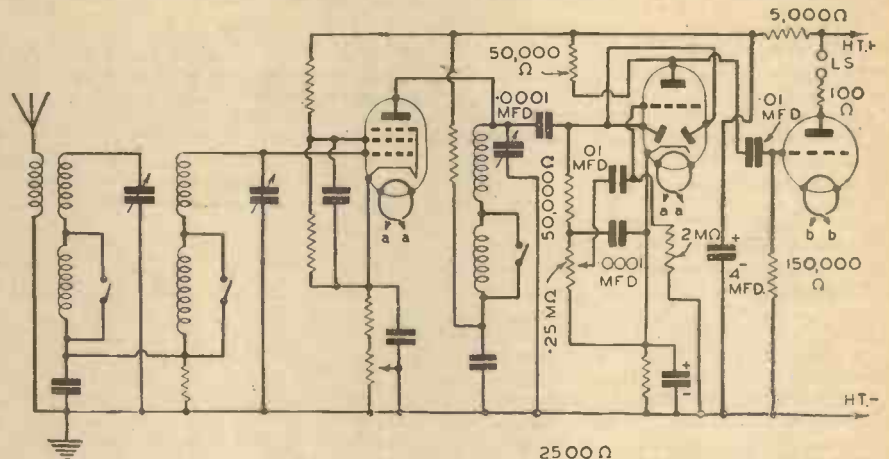 5,000Ω
HT.+
LS
50,000
Ω
100
Ω
.0001
MFD
.01
MFD
.01
MFD
50,000Ω
a a
a a
b b
2MΩ
.0001
MFD
.25 MΩ
+
4 -
MFD.
150,000
Ω
+
-
HT.-
2500Ω